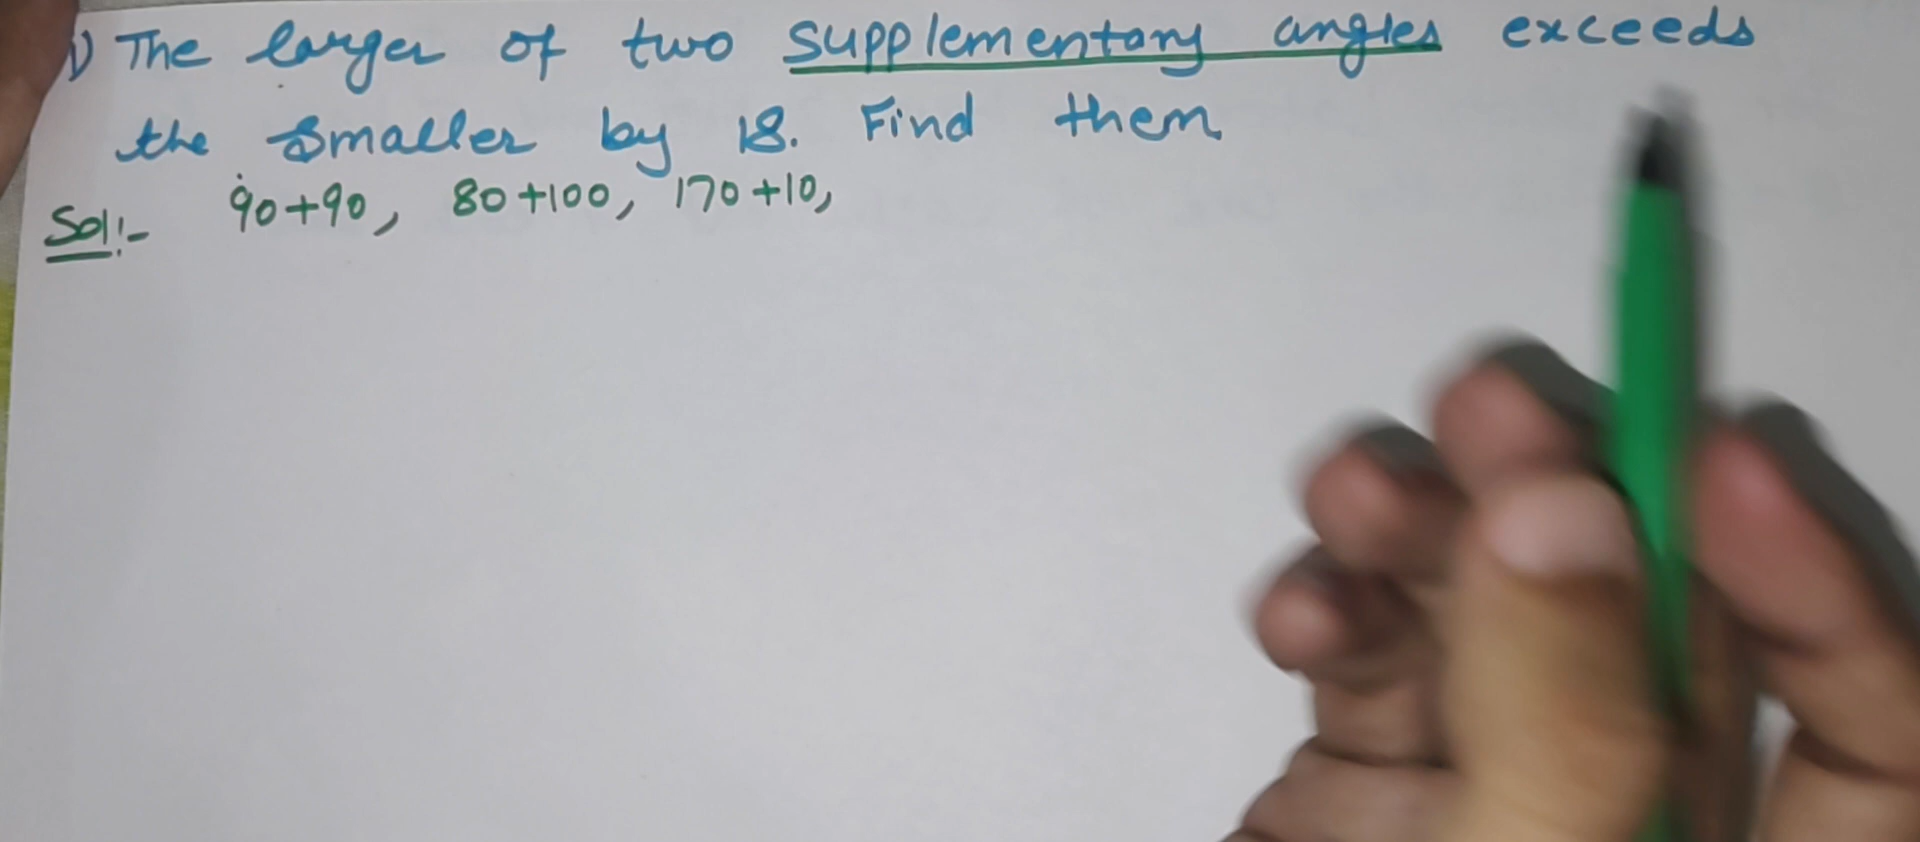 1) The larger of two supplementary angles exceeds
the smaller by 18. Find them
Sol:- 90+90, 80+100, 170+10,